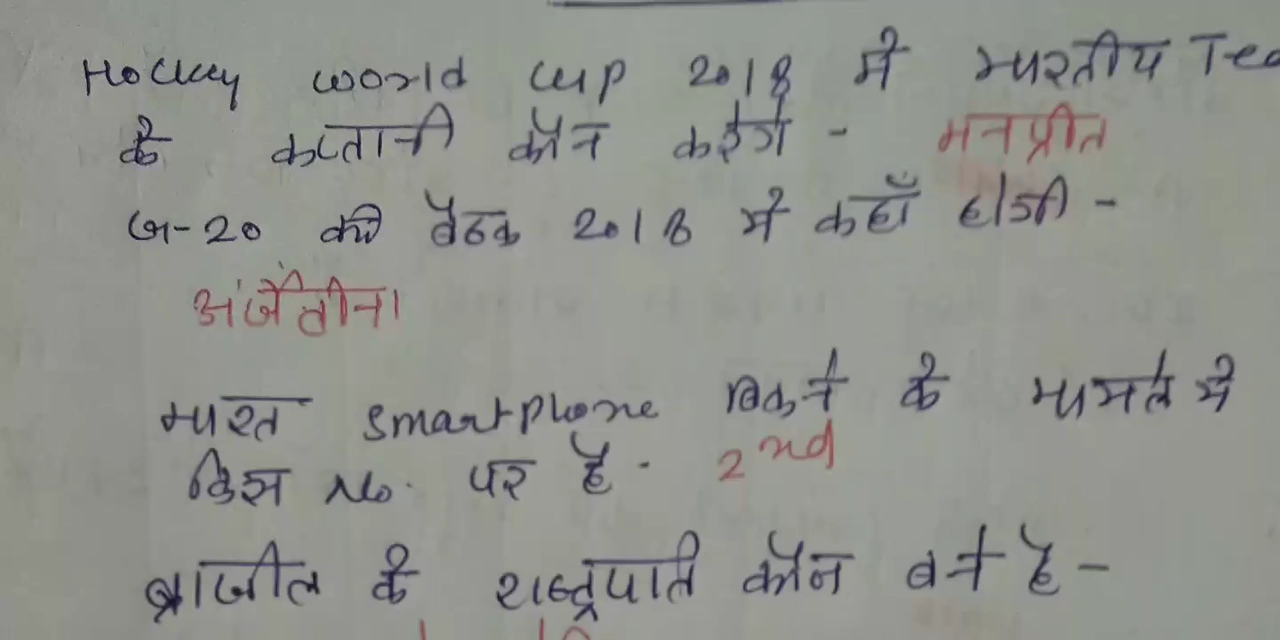 Hockey world cup 2018 में भारतीय Tea
के कप्तानी कौन करेंगे - मनप्रीत
G-20 की बैठक 2018 में कहाँ होगी -
अंर्जेंतीना
भारत smartphone बिकने के मामले में
किस No. पर है - 2nd
ब्राजील के राष्ट्रपति कौन बने है -